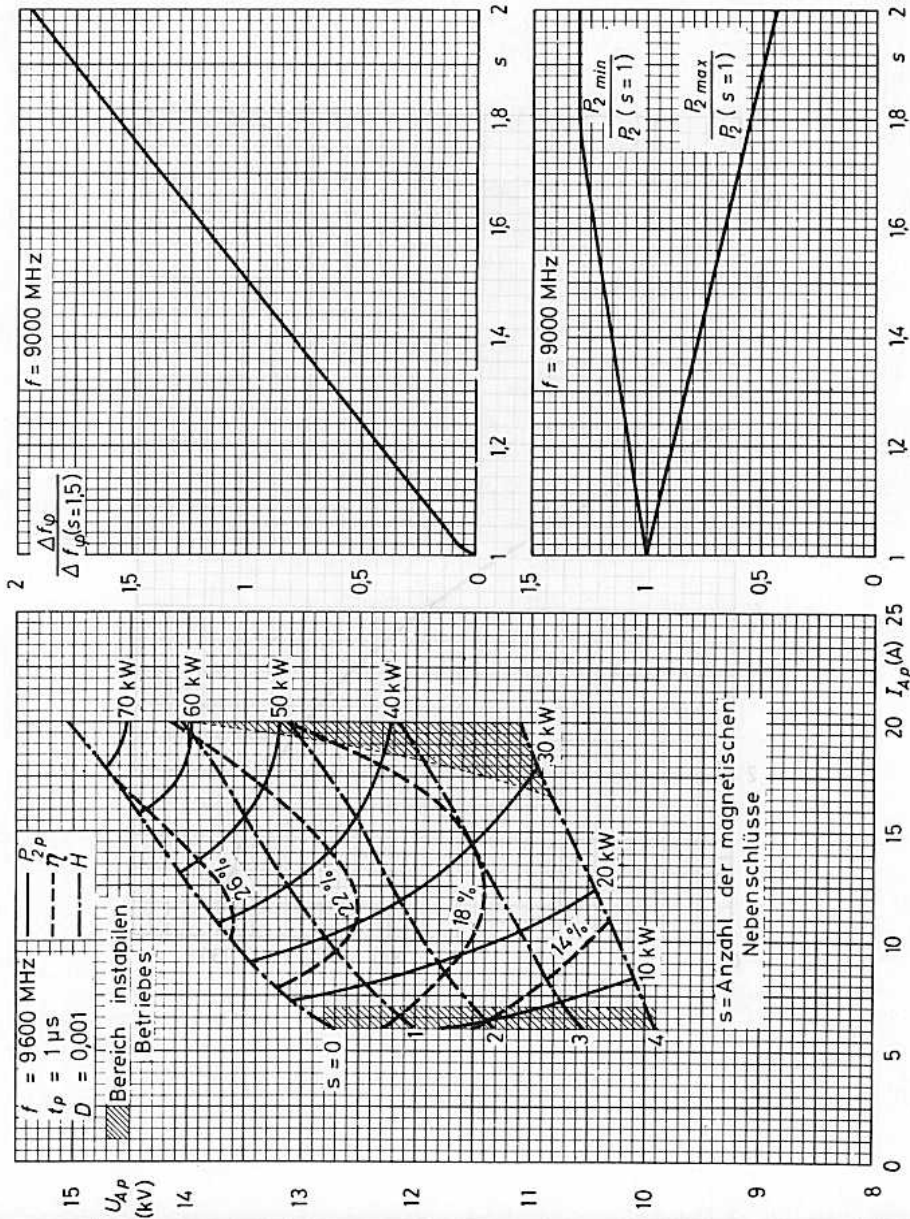 f = 9600 MHz
tp = 1 µs
D = 0,001
P2p
η
H
Bereich instabilen
Betriebes
UAp
(kV)
15
14
13
12
11
10
9
8
0
5
10
15
20
25
IAp (A)
70 kW
60 kW
50 kW
40 kW
30 kW
20 kW
10 kW
26 %
22 %
18 %
14 %
s = 0
1
2
3
4
s = Anzahl der magnetischen
Nebenschlüsse
Δfφ
Δfφ(s=1,5)
f = 9000 MHz
2
1,5
1
0,5
0
1
1,2
1,4
1,6
1,8
s
2
f = 9000 MHz
P2 min
P2 (s=1)
P2 max
P2 (s=1)
1,5
1
0,5
0
1
1,2
1,4
1,6
1,8
s
2